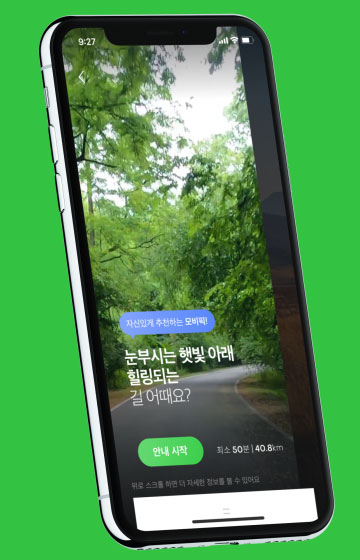 9:27
자신있게 추천하는 모비픽!
눈부시는 햇빛 아래
힐링되는
길 어때요?
안내 시작 최소 50분 | 40.8km
위로 스크롤 하면 더 자세한 정보를 볼 수 있어요